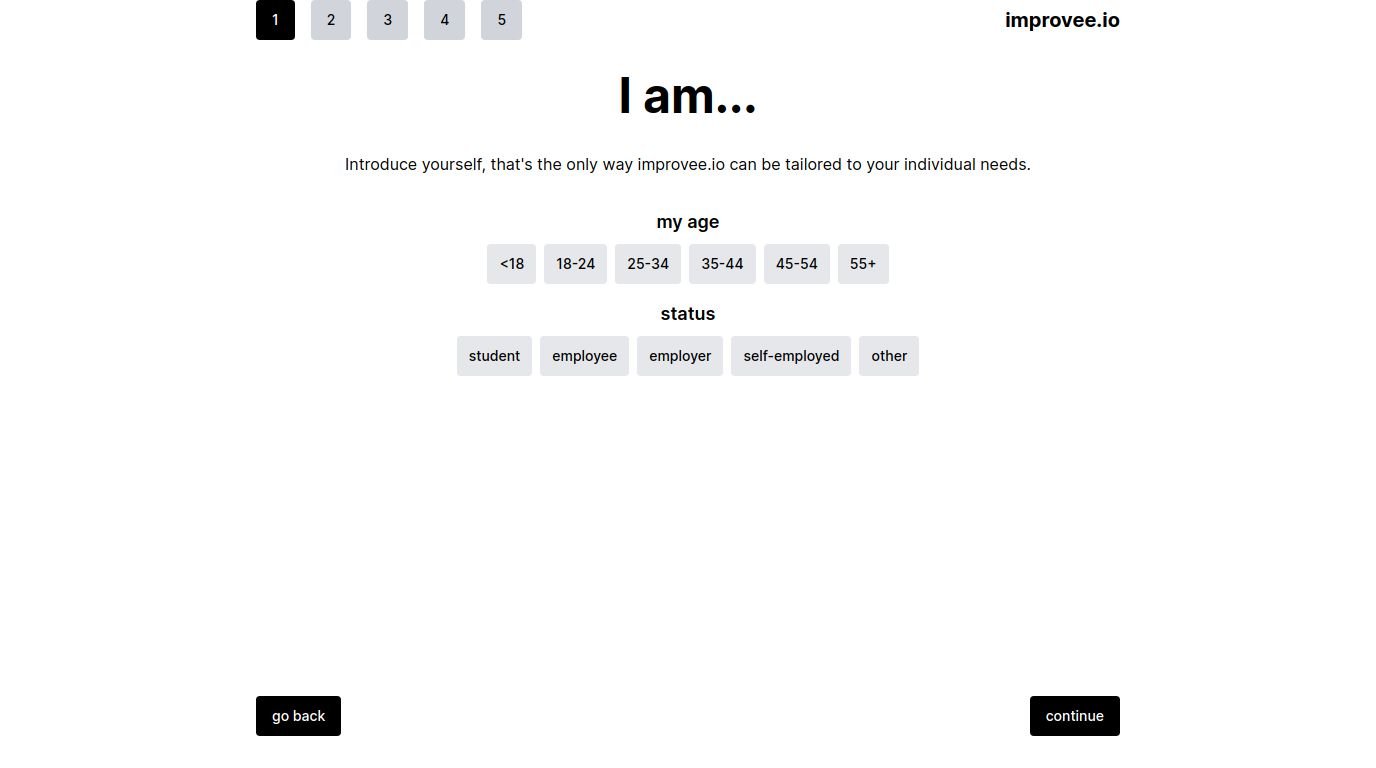 1 2 3 4 5 improvee.io
I am...
Introduce yourself, that's the only way improvee.io can be tailored to your individual needs.
my age
<18 18-24 25-34 35-44 45-54 55+
status
student employee employer self-employed other
go back continue